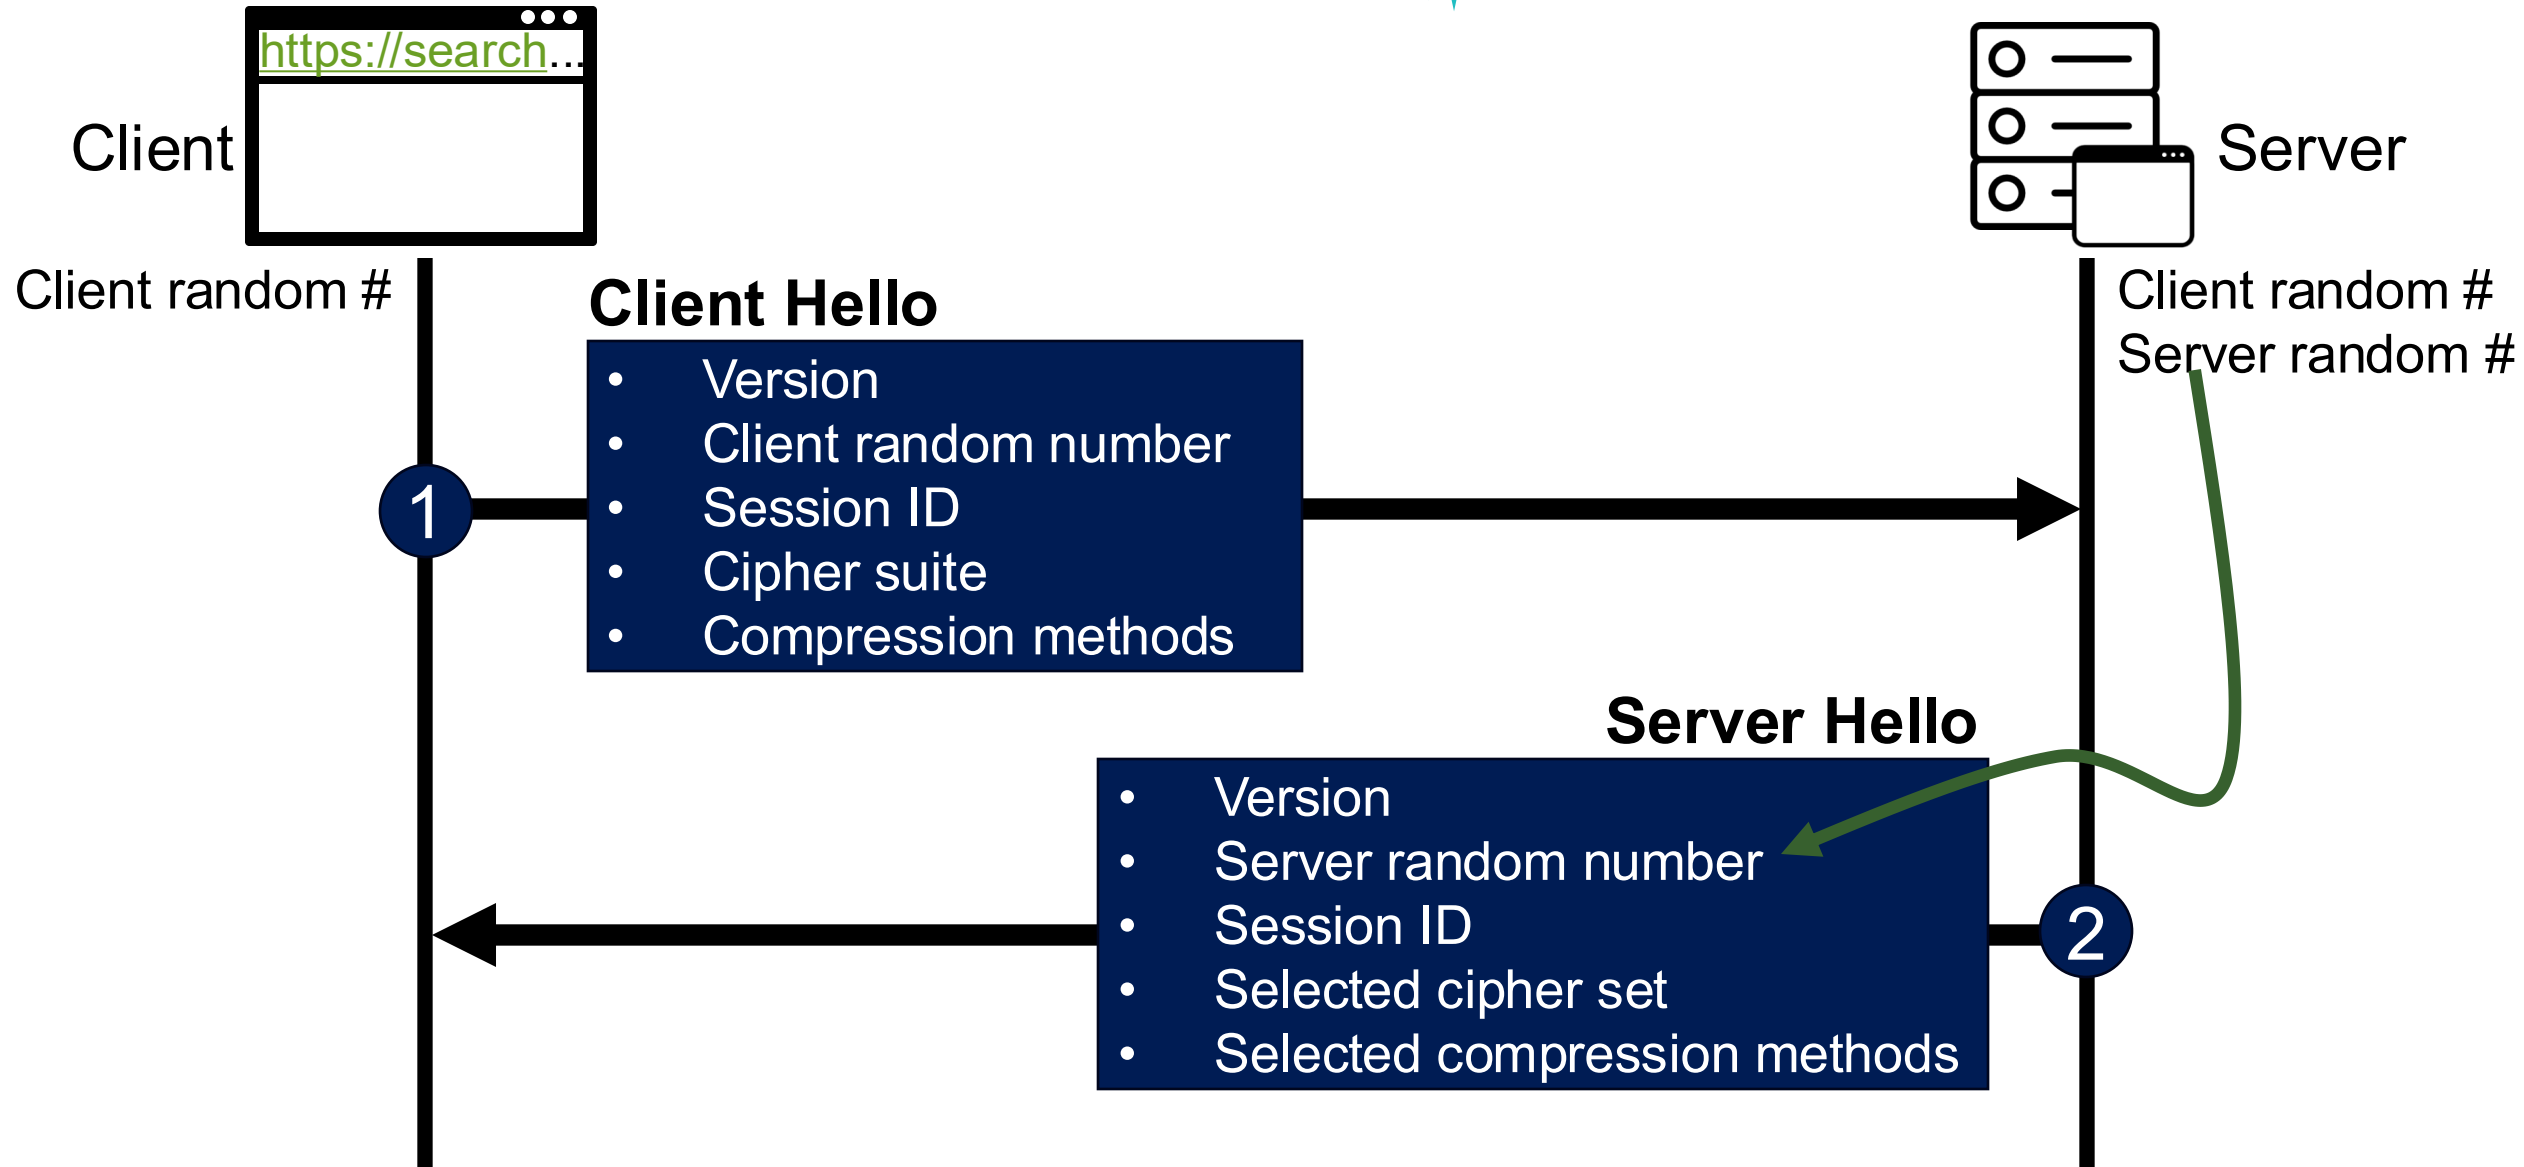 https://search...
Client
Server
Client random #
Client random #
Server random #
Client Hello
• Version
• Client random number
• Session ID
• Cipher suite
• Compression methods
1
Server Hello
• Version
• Server random number
• Session ID
• Selected cipher set
• Selected compression methods
2